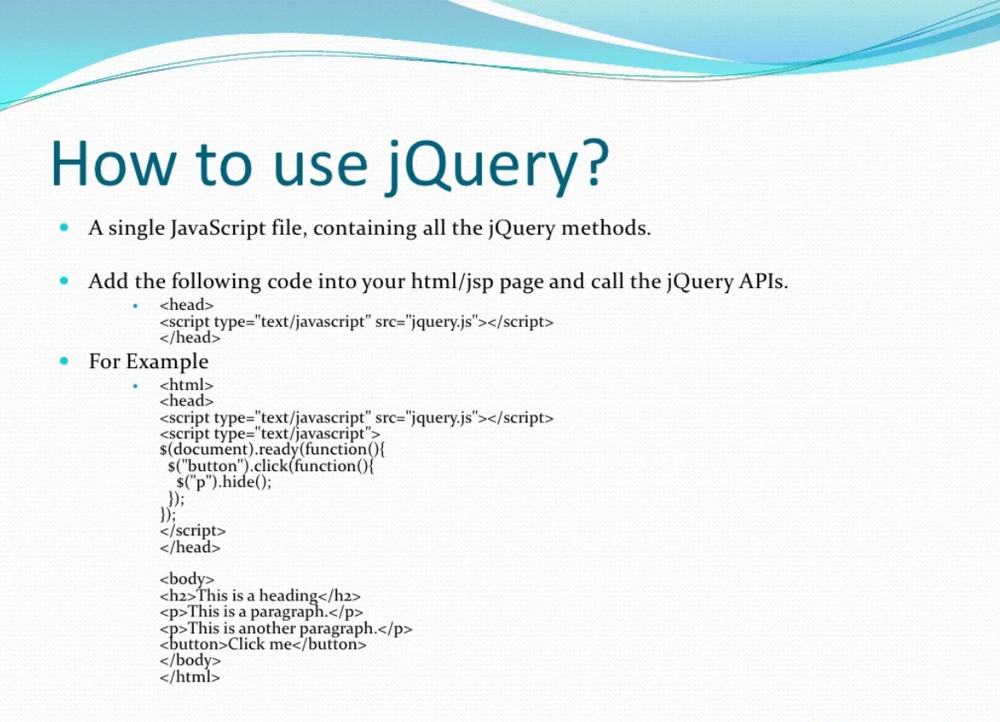 How to use jQuery?
A single JavaScript file, containing all the jQuery methods.
Add the following code into your html/jsp page and call the jQuery APIs.
<head>
<script type="text/javascript" src="jquery.js"></script>
</head>
For Example
<html>
<head>
<script type="text/javascript" src="jquery.js"></script>
<script type="text/javascript">
$(document).ready(function(){
  $("button").click(function(){
    $("p").hide();
  });
});
</script>
</head>
<body>
<h2>This is a heading</h2>
<p>This is a paragraph.</p>
<p>This is another paragraph.</p>
<button>Click me</button>
</body>
</html>